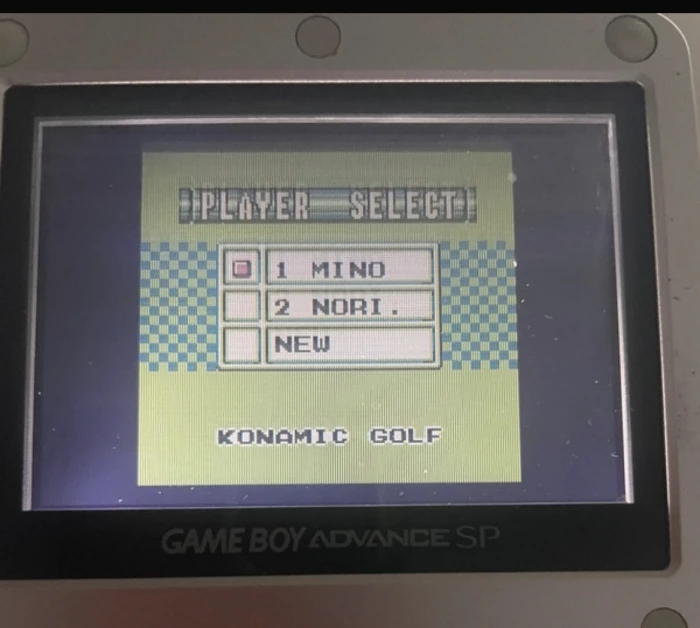 PLAYER SELECT
1 MINO
2 NORI.
NEW
KONAMIC GOLF
GAME BOY ADVANCE SP